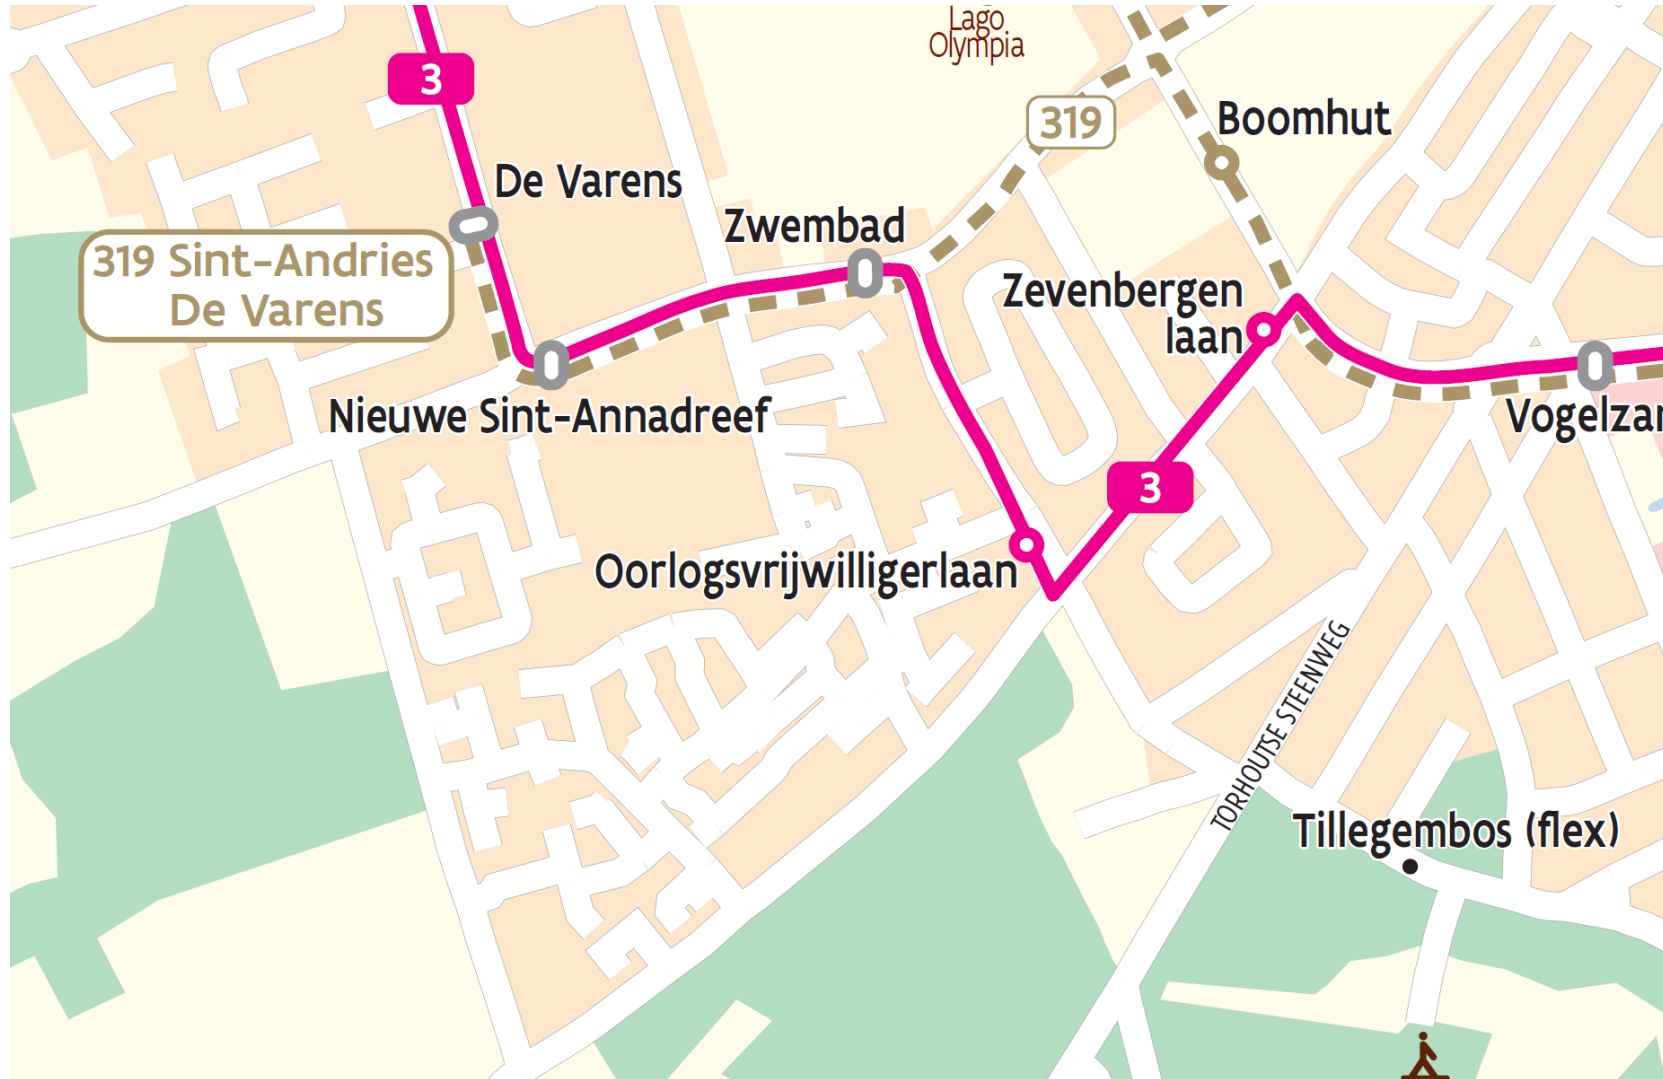 Lago
Olympia
3
319
Boomhut
De Varens
Zwembad
319 Sint-Andries
De Varens
Zevenbergen
laan
Nieuwe Sint-Annadreef
Vogelzan
3
Oorlogsvrijwilligerlaan
TORHOUTSE STEENWEG
Tillegembos (flex)